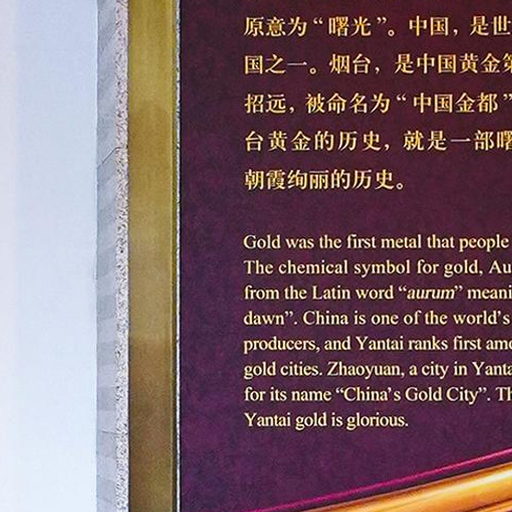 原意为“曙光”。中国，是世
国之一。烟台，是中国黄金第
招远，被命名为“中国金都”
台黄金的历史，就是一部曙
朝霞绚丽的历史。
Gold was the first metal that people
The chemical symbol for gold, Au
from the Latin word “aurum” meani
dawn”. China is one of the world’s
producers, and Yantai ranks first amo
gold cities. Zhaoyuan, a city in Yanta
for its name “China’s Gold City”. Th
Yantai gold is glorious.